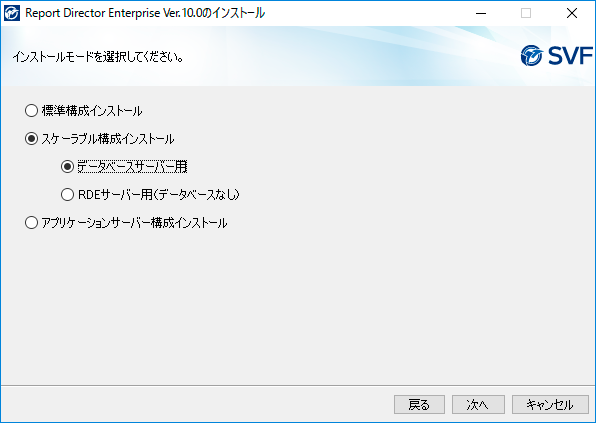 Report Director Enterprise Ver.10.0のインストール
インストールモードを選択してください。
SVF
標準構成インストール
スケーラブル構成インストール
データベースサーバー用
RDEサーバー用(データベースなし)
アプリケーションサーバー構成インストール
戻る
次へ
キャンセル